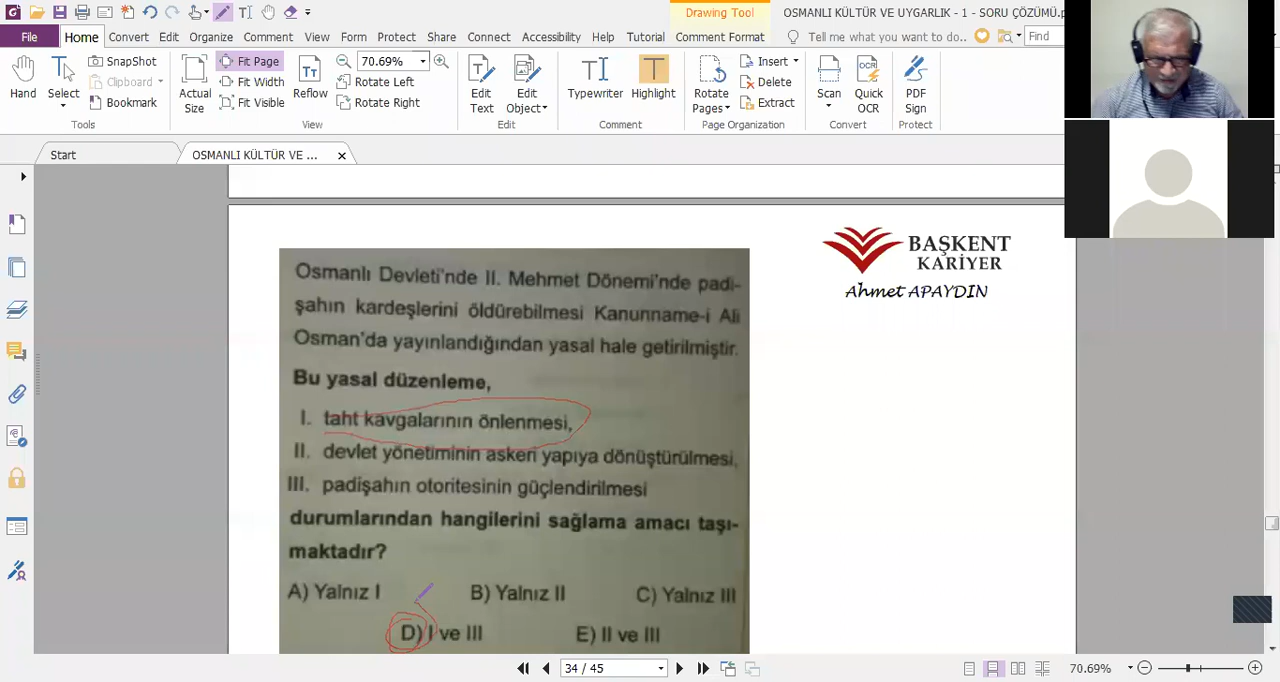 Drawing Tool
OSMANLI KÜLTÜR VE UYGARLIK - 1 - SORU ÇÖZÜMÜ.p
File Home Convert Edit Organize Comment View Form Protect Share Connect Accessibility Help Tutorial Comment Format Tell me what you want to do.. Find
Hand
Select
SnapShot
Clipboard
Bookmark
Tools
Actual Size
Fit Page
Fit Width
Fit Visible
Reflow
70.69%
Rotate Left
Rotate Right
View
Edit Text
Edit Object
Edit
Typewriter
Highlight
Comment
Rotate Pages
Insert
Delete
Extract
Page Organization
Scan
Quick OCR
Convert
PDF Sign
Protect
Start
OSMANLI KÜLTÜR VE ...
BAŞKENT
KARİYER
Ahmet APAYDIN
Osmanlı Devleti'nde II. Mehmet Dönemi'nde padi-
şahın kardeşlerini öldürebilmesi Kanunname-i Ali
Osman'da yayınlandığından yasal hale getirilmiştir.
Bu yasal düzenleme,
I. taht kavgalarının önlenmesi,
II. devlet yönetiminin askeri yapıya dönüştürülmesi,
III. padişahın otoritesinin güçlendirilmesi
durumlarından hangilerini sağlama amacı taşı-
maktadır?
A) Yalnız I B) Yalnız II C) Yalnız III
D) I ve III E) II ve III
34 / 45
70.69%